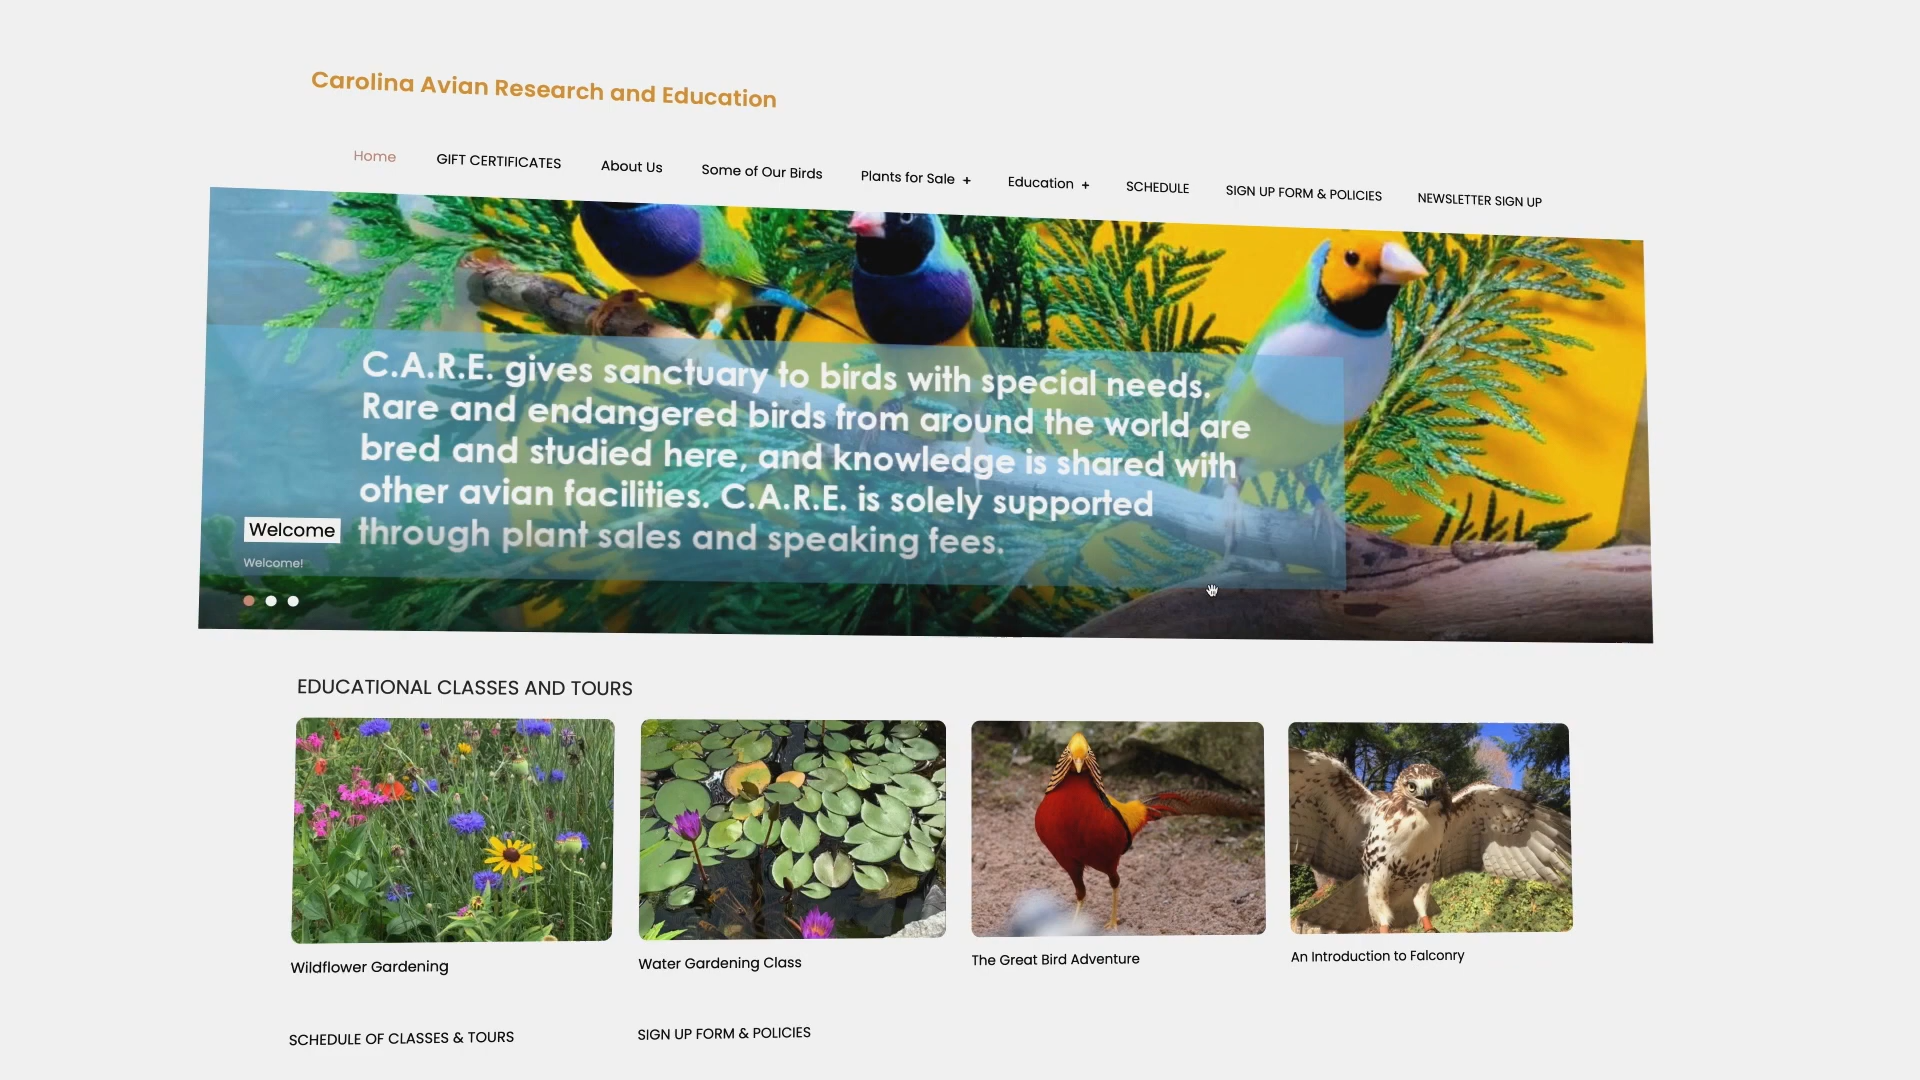 Carolina Avian Research and Education
Home GIFT CERTIFICATES About Us Some of Our Birds Plants for Sale + Education + SCHEDULE SIGN UP FORM & POLICIES NEWSLETTER SIGN UP
C.A.R.E. gives sanctuary to birds with special needs.
Rare and endangered birds from around the world are
bred and studied here, and knowledge is shared with
other avian facilities. C.A.R.E. is solely supported
through plant sales and speaking fees.
Welcome
Welcome!
EDUCATIONAL CLASSES AND TOURS
Wildflower Gardening
Water Gardening Class
The Great Bird Adventure
An Introduction to Falconry
SCHEDULE OF CLASSES & TOURS
SIGN UP FORM & POLICIES